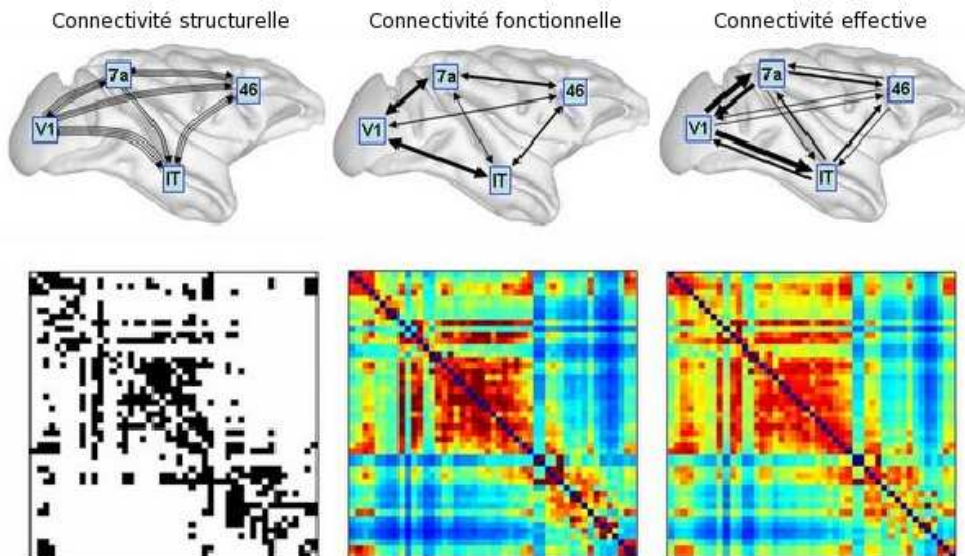 Connectivité structurelle Connectivité fonctionnelle Connectivité effective
7a 46 V1 IT
7a 46 V1 IT
7a 46 V1 IT